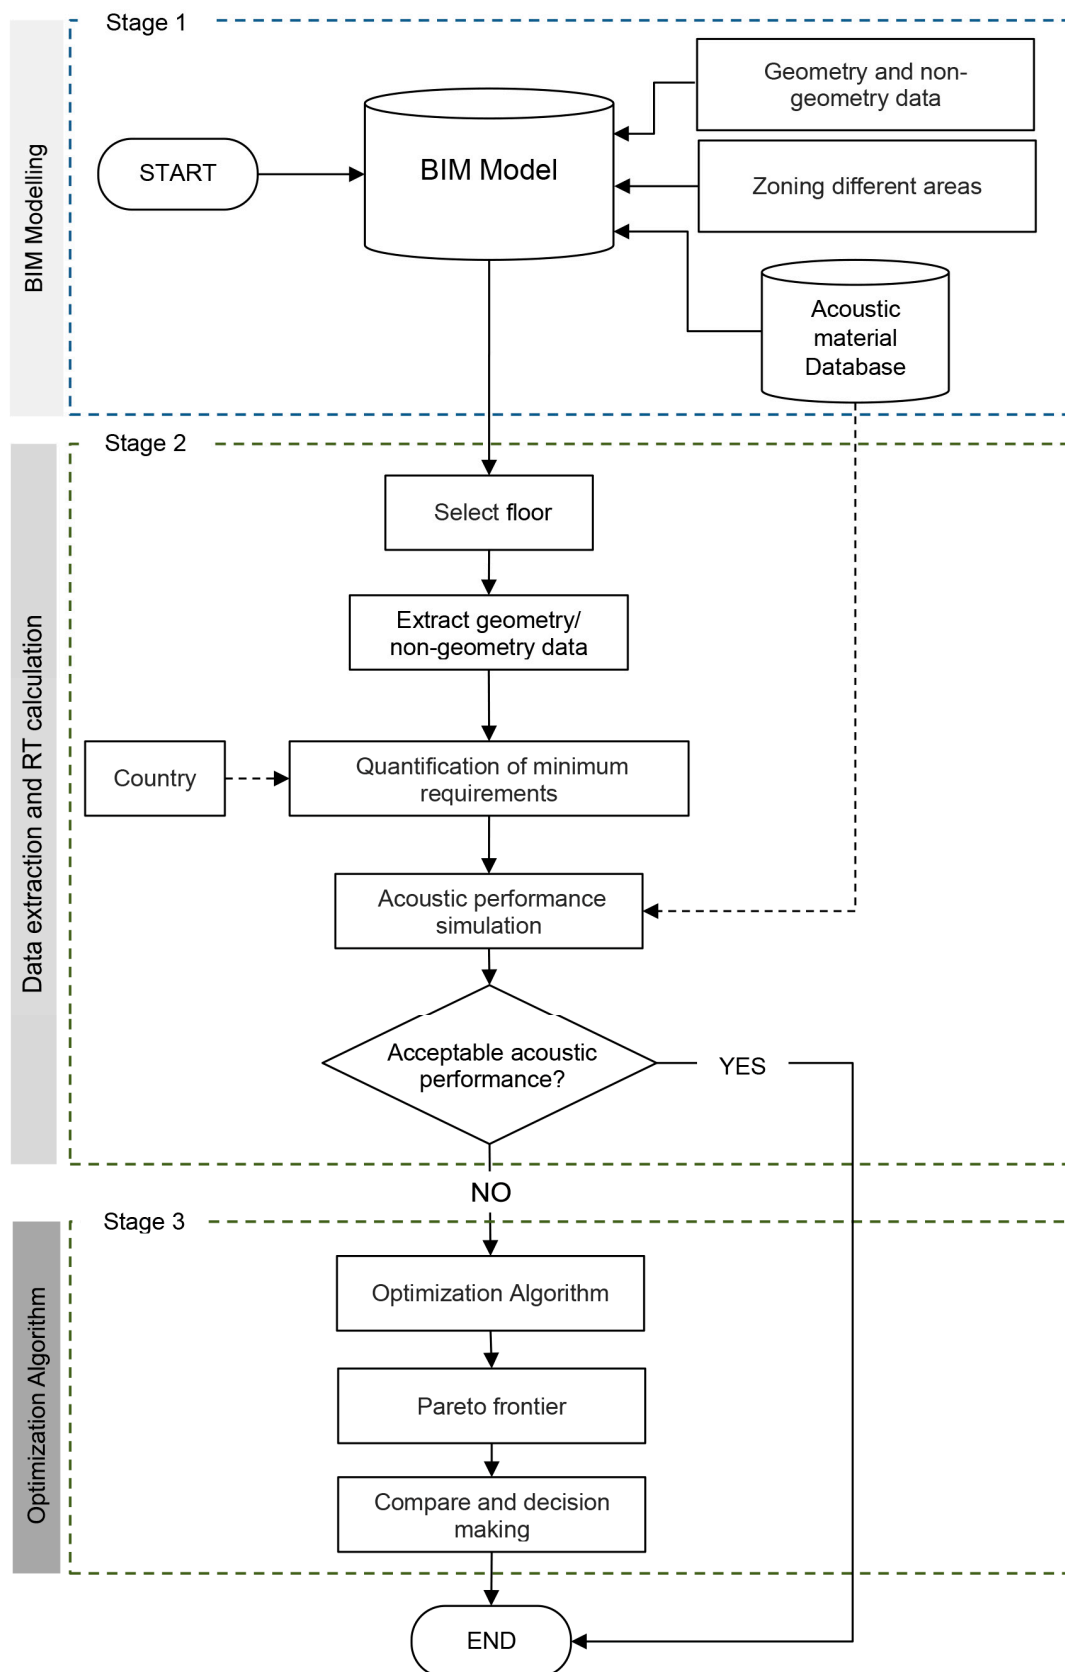 Stage 1
BIM Modelling
START
BIM Model
Geometry and non-
geometry data
Zoning different areas
Acoustic
material
Database
Stage 2
Data extraction and RT calculation
Select floor
Extract geometry/
non-geometry data
Country
Quantification of minimum
requirements
Acoustic performance
simulation
Acceptable acoustic
performance?
YES
NO
Stage 3
Optimization Algorithm
Optimization Algorithm
Pareto frontier
Compare and decision
making
END